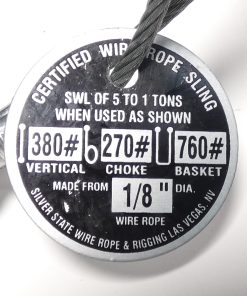 CERTIFIED WIRE ROPE SLING
SWL OF 5 TO 1 TONS
WHEN USED AS SHOWN
380# 270# 760#
VERTICAL CHOKE BASKET
MADE FROM 1/8" DIA.
WIRE ROPE
SILVER STATE WIRE ROPE & RIGGING LAS VEGAS, NV